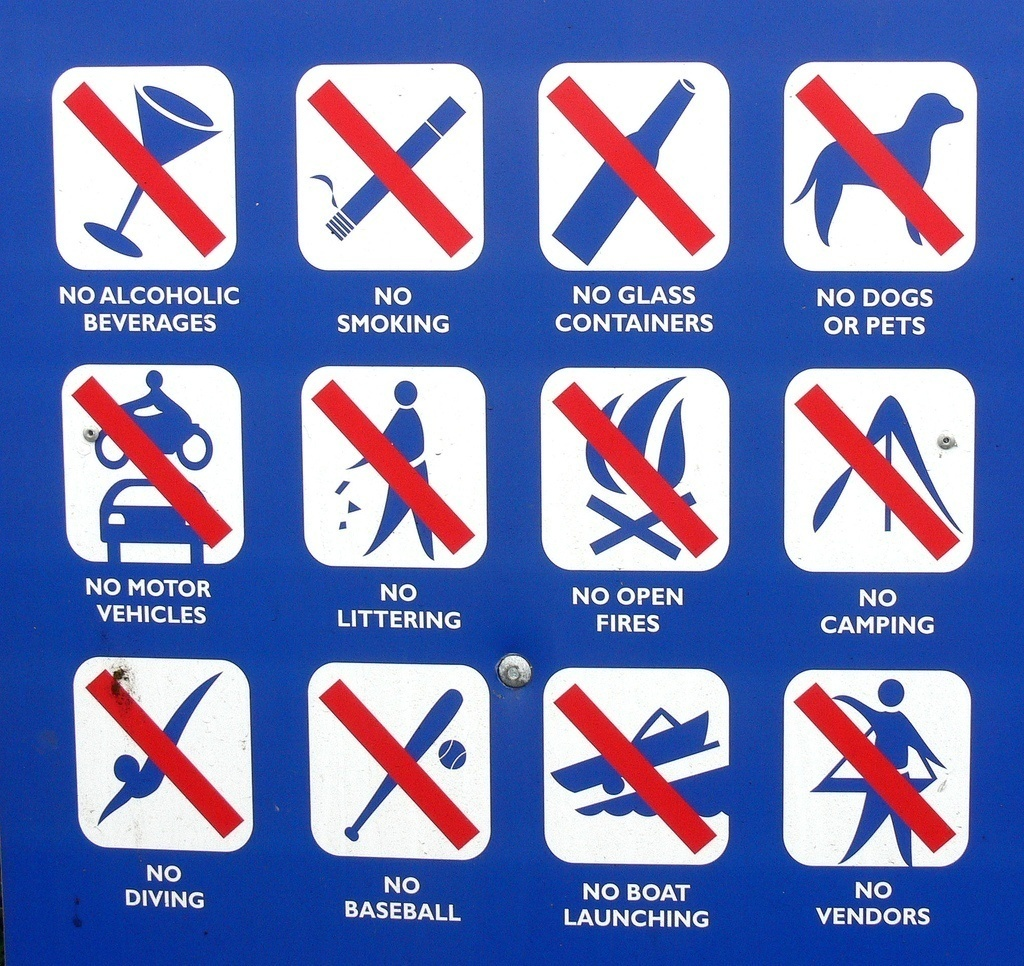 NO ALCOHOLIC
BEVERAGES
NO
SMOKING
NO GLASS
CONTAINERS
NO DOGS
OR PETS
NO MOTOR
VEHICLES
NO
LITTERING
NO OPEN
FIRES
NO
CAMPING
NO
DIVING
NO
BASEBALL
NO BOAT
LAUNCHING
NO
VENDORS